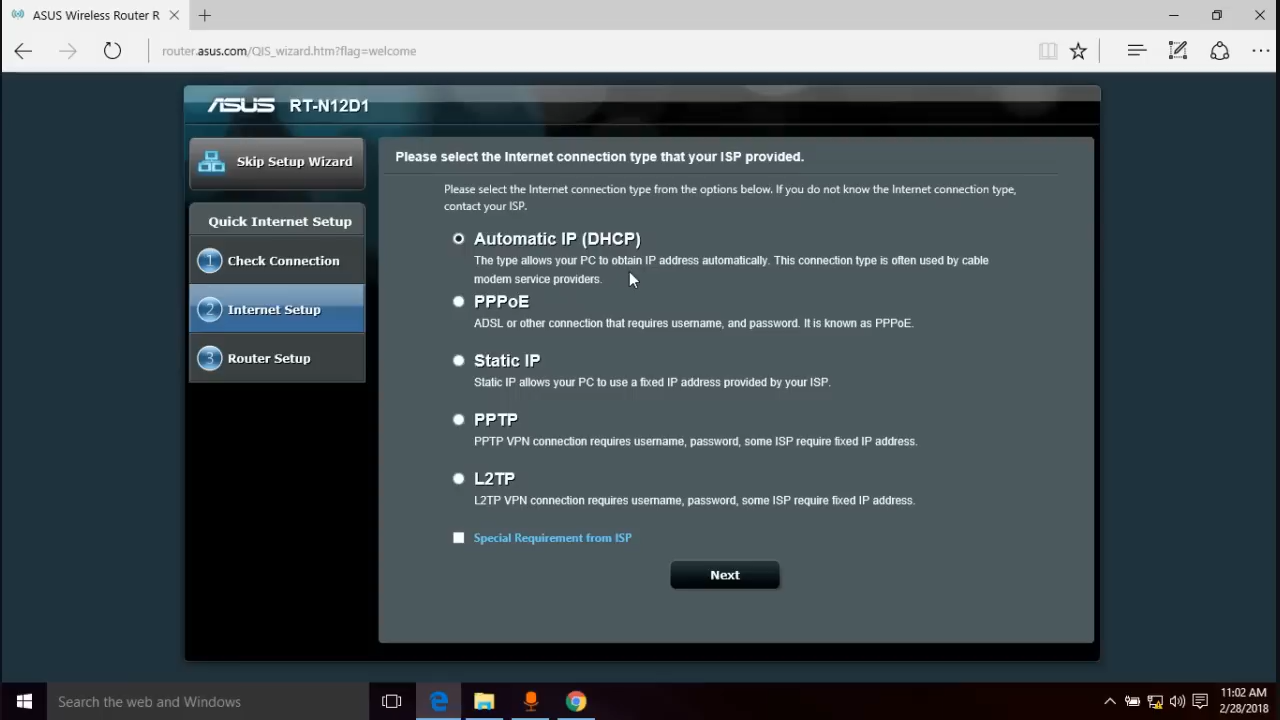 ASUS Wireless Router R
router.asus.com/QIS_wizard.htm?flag=welcome
ASUS RT-N12D1
Skip Setup Wizard
Quick Internet Setup
1 Check Connection
2 Internet Setup
3 Router Setup
Please select the Internet connection type that your ISP provided.
Please select the Internet connection type from the options below. If you do not know the Internet connection type,
contact your ISP.
Automatic IP (DHCP)
The type allows your PC to obtain IP address automatically. This connection type is often used by cable
modem service providers.
PPPoE
ADSL or other connection that requires username, and password. It is known as PPPoE.
Static IP
Static IP allows your PC to use a fixed IP address provided by your ISP.
PPTP
PPTP VPN connection requires username, password, some ISP require fixed IP address.
L2TP
L2TP VPN connection requires username, password, some ISP require fixed IP address.
Special Requirement from ISP
Next
Search the web and Windows
11:02 AM
2/28/2018